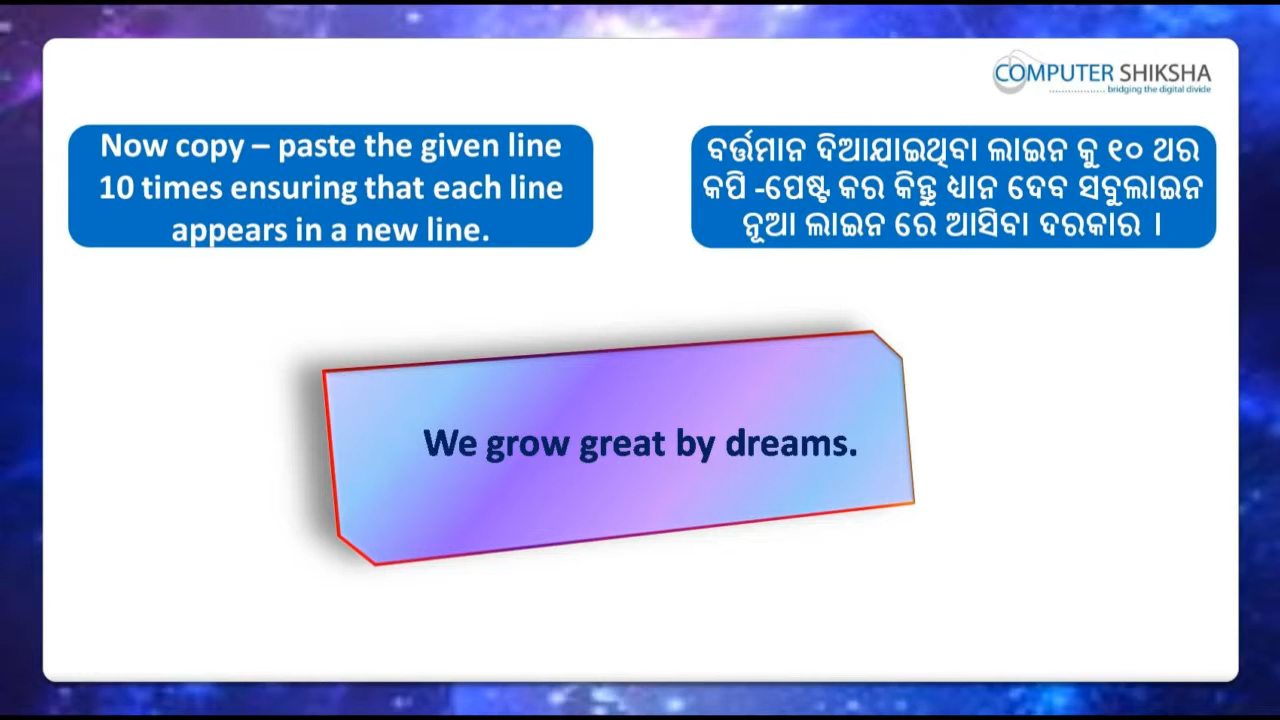 COMPUTER SHIKSHA
bridging the digital divide
Now copy – paste the given line
10 times ensuring that each line
appears in a new line.
ବର୍ତ୍ତମାନ ଦିଆଯାଇଥିବା ଲାଇନ କୁ ୧୦ ଥର
କପି -ପେଷ୍ଟ କର କିନ୍ତୁ ଧ୍ୟାନ ଦେବ ସବୁଲାଇନ
ନୂଆ ଲାଇନ ରେ ଆସିବା ଦରକାର ।
We grow great by dreams.